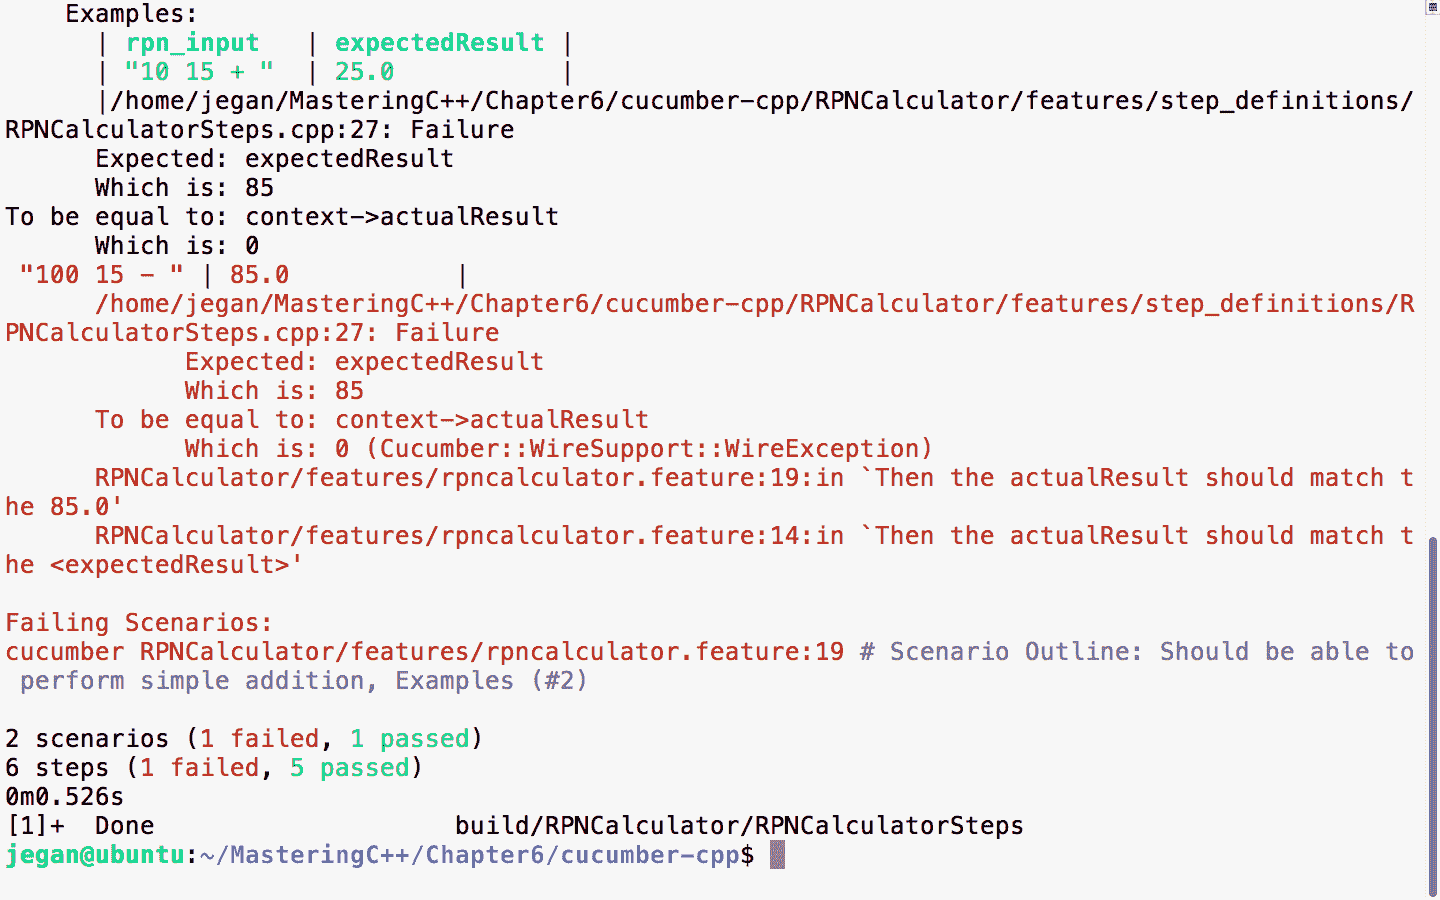 Examples:
| rpn_input | expectedResult |
| "10 15 + " | 25.0 |
|/home/jegan/MasteringC++/Chapter6/cucumber-cpp/RPNCalculator/features/step_definitions/
RPNCalculatorSteps.cpp:27: Failure
Expected: expectedResult
Which is: 85
To be equal to: context->actualResult
Which is: 0
"100 15 - " | 85.0 |
/home/jegan/MasteringC++/Chapter6/cucumber-cpp/RPNCalculator/features/step_definitions/R
PNCalculatorSteps.cpp:27: Failure
Expected: expectedResult
Which is: 85
To be equal to: context->actualResult
Which is: 0 (Cucumber::WireSupport::WireException)
RPNCalculator/features/rpncalculator.feature:19:in `Then the actualResult should match t
he 85.0'
RPNCalculator/features/rpncalculator.feature:14:in `Then the actualResult should match t
he <expectedResult>'
Failing Scenarios:
cucumber RPNCalculator/features/rpncalculator.feature:19 # Scenario Outline: Should be able to
perform simple addition, Examples (#2)
2 scenarios (1 failed, 1 passed)
6 steps (1 failed, 5 passed)
0m0.526s
[1]+  Done                    build/RPNCalculator/RPNCalculatorSteps
jegan@ubuntu:~/MasteringC++/Chapter6/cucumber-cpp$